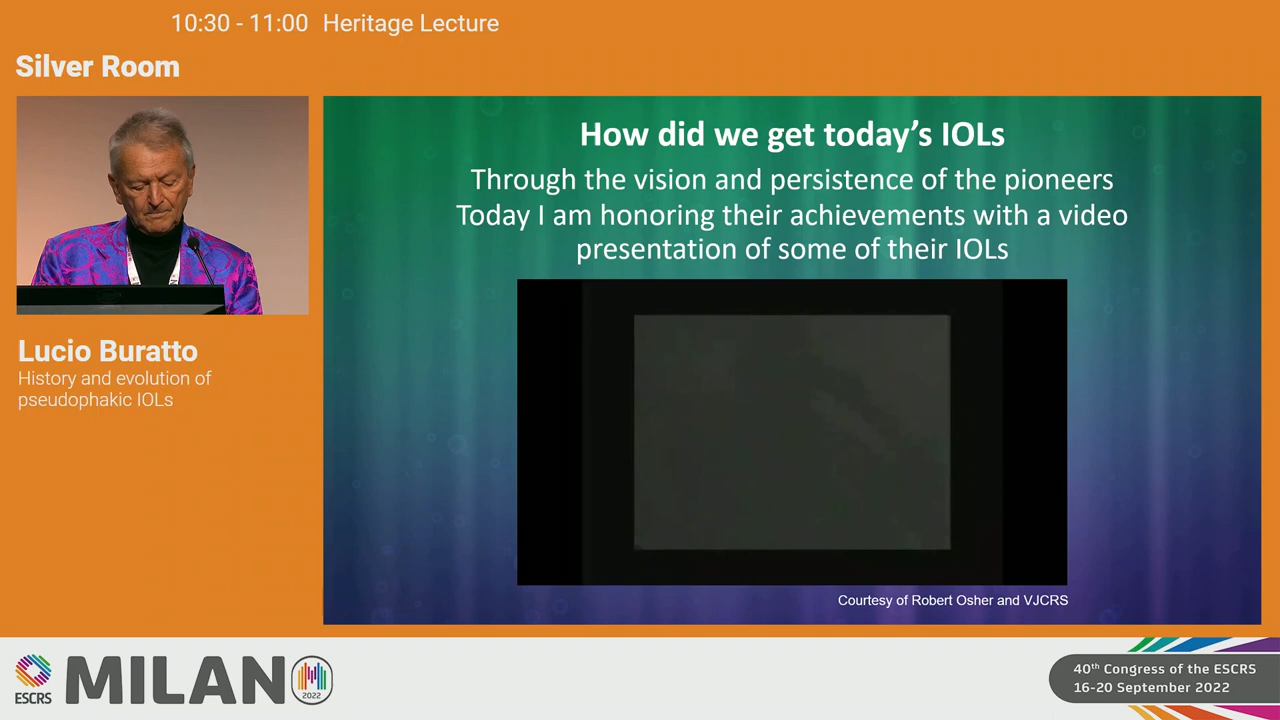 10:30 - 11:00 Heritage Lecture
Silver Room
Lucio Buratto
History and evolution of
pseudophakic IOLs
How did we get today’s IOLs
Through the vision and persistence of the pioneers
Today I am honoring their achievements with a video
presentation of some of their IOLs
Courtesy of Robert Osher and VJCRS
ESCRS
MILANO
2022
40th Congress of the ESCRS
16-20 September 2022